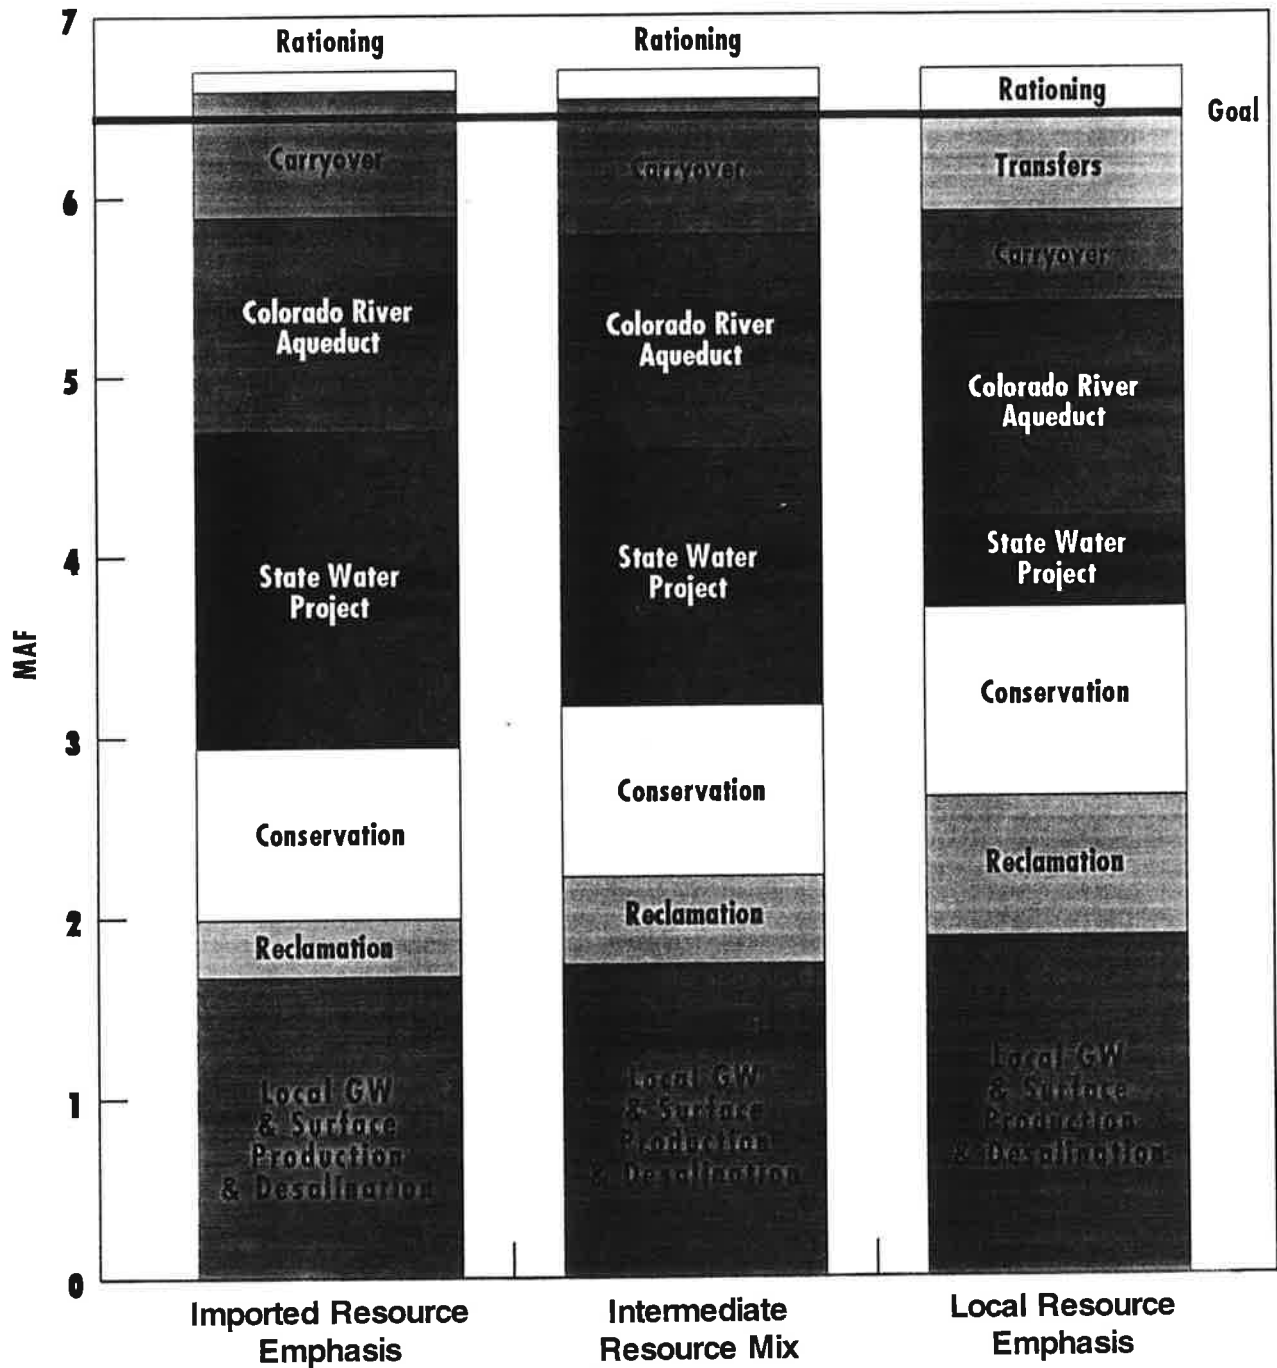 7
6
5
4
3
2
1
0
MAF
Goal
Rationing
Carryover
Colorado River
Aqueduct
State Water
Project
Conservation
Reclamation
Local GW
& Surface
Production
& Desalination
Imported Resource
Emphasis
Rationing
Carryover
Colorado River
Aqueduct
State Water
Project
Conservation
Reclamation
Local GW
& Surface
Production
& Desalination
Intermediate
Resource Mix
Rationing
Transfers
Carryover
Colorado River
Aqueduct
State Water
Project
Conservation
Reclamation
Local GW
& Surface
Production
& Desalination
Local Resource
Emphasis